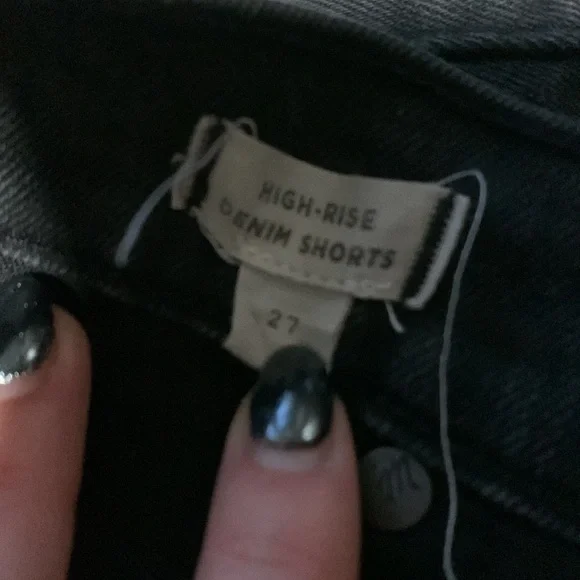 HIGH-RISE
DENIM SHORTS
27
M